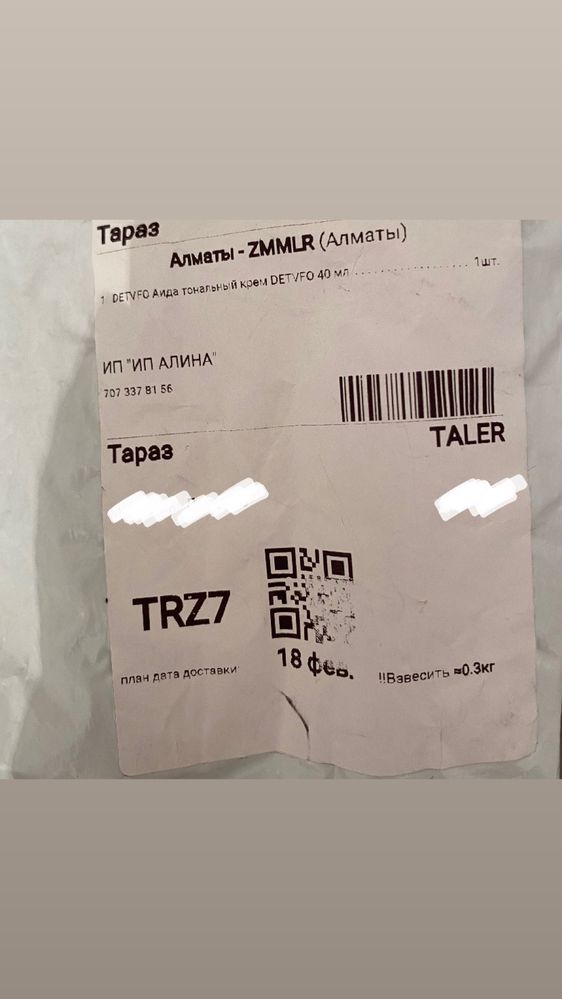 Тараз
Алматы - ZMMLR (Алматы)
1 DETVFO Аида тональный крем DETVFO 40 мл 1шт.
ИП "ИП АЛИНА"
707 337 81 56
TALER
Тараз
TRZ7
18 фев.
план дата доставки:
!!Взвесить ≈0.3кг